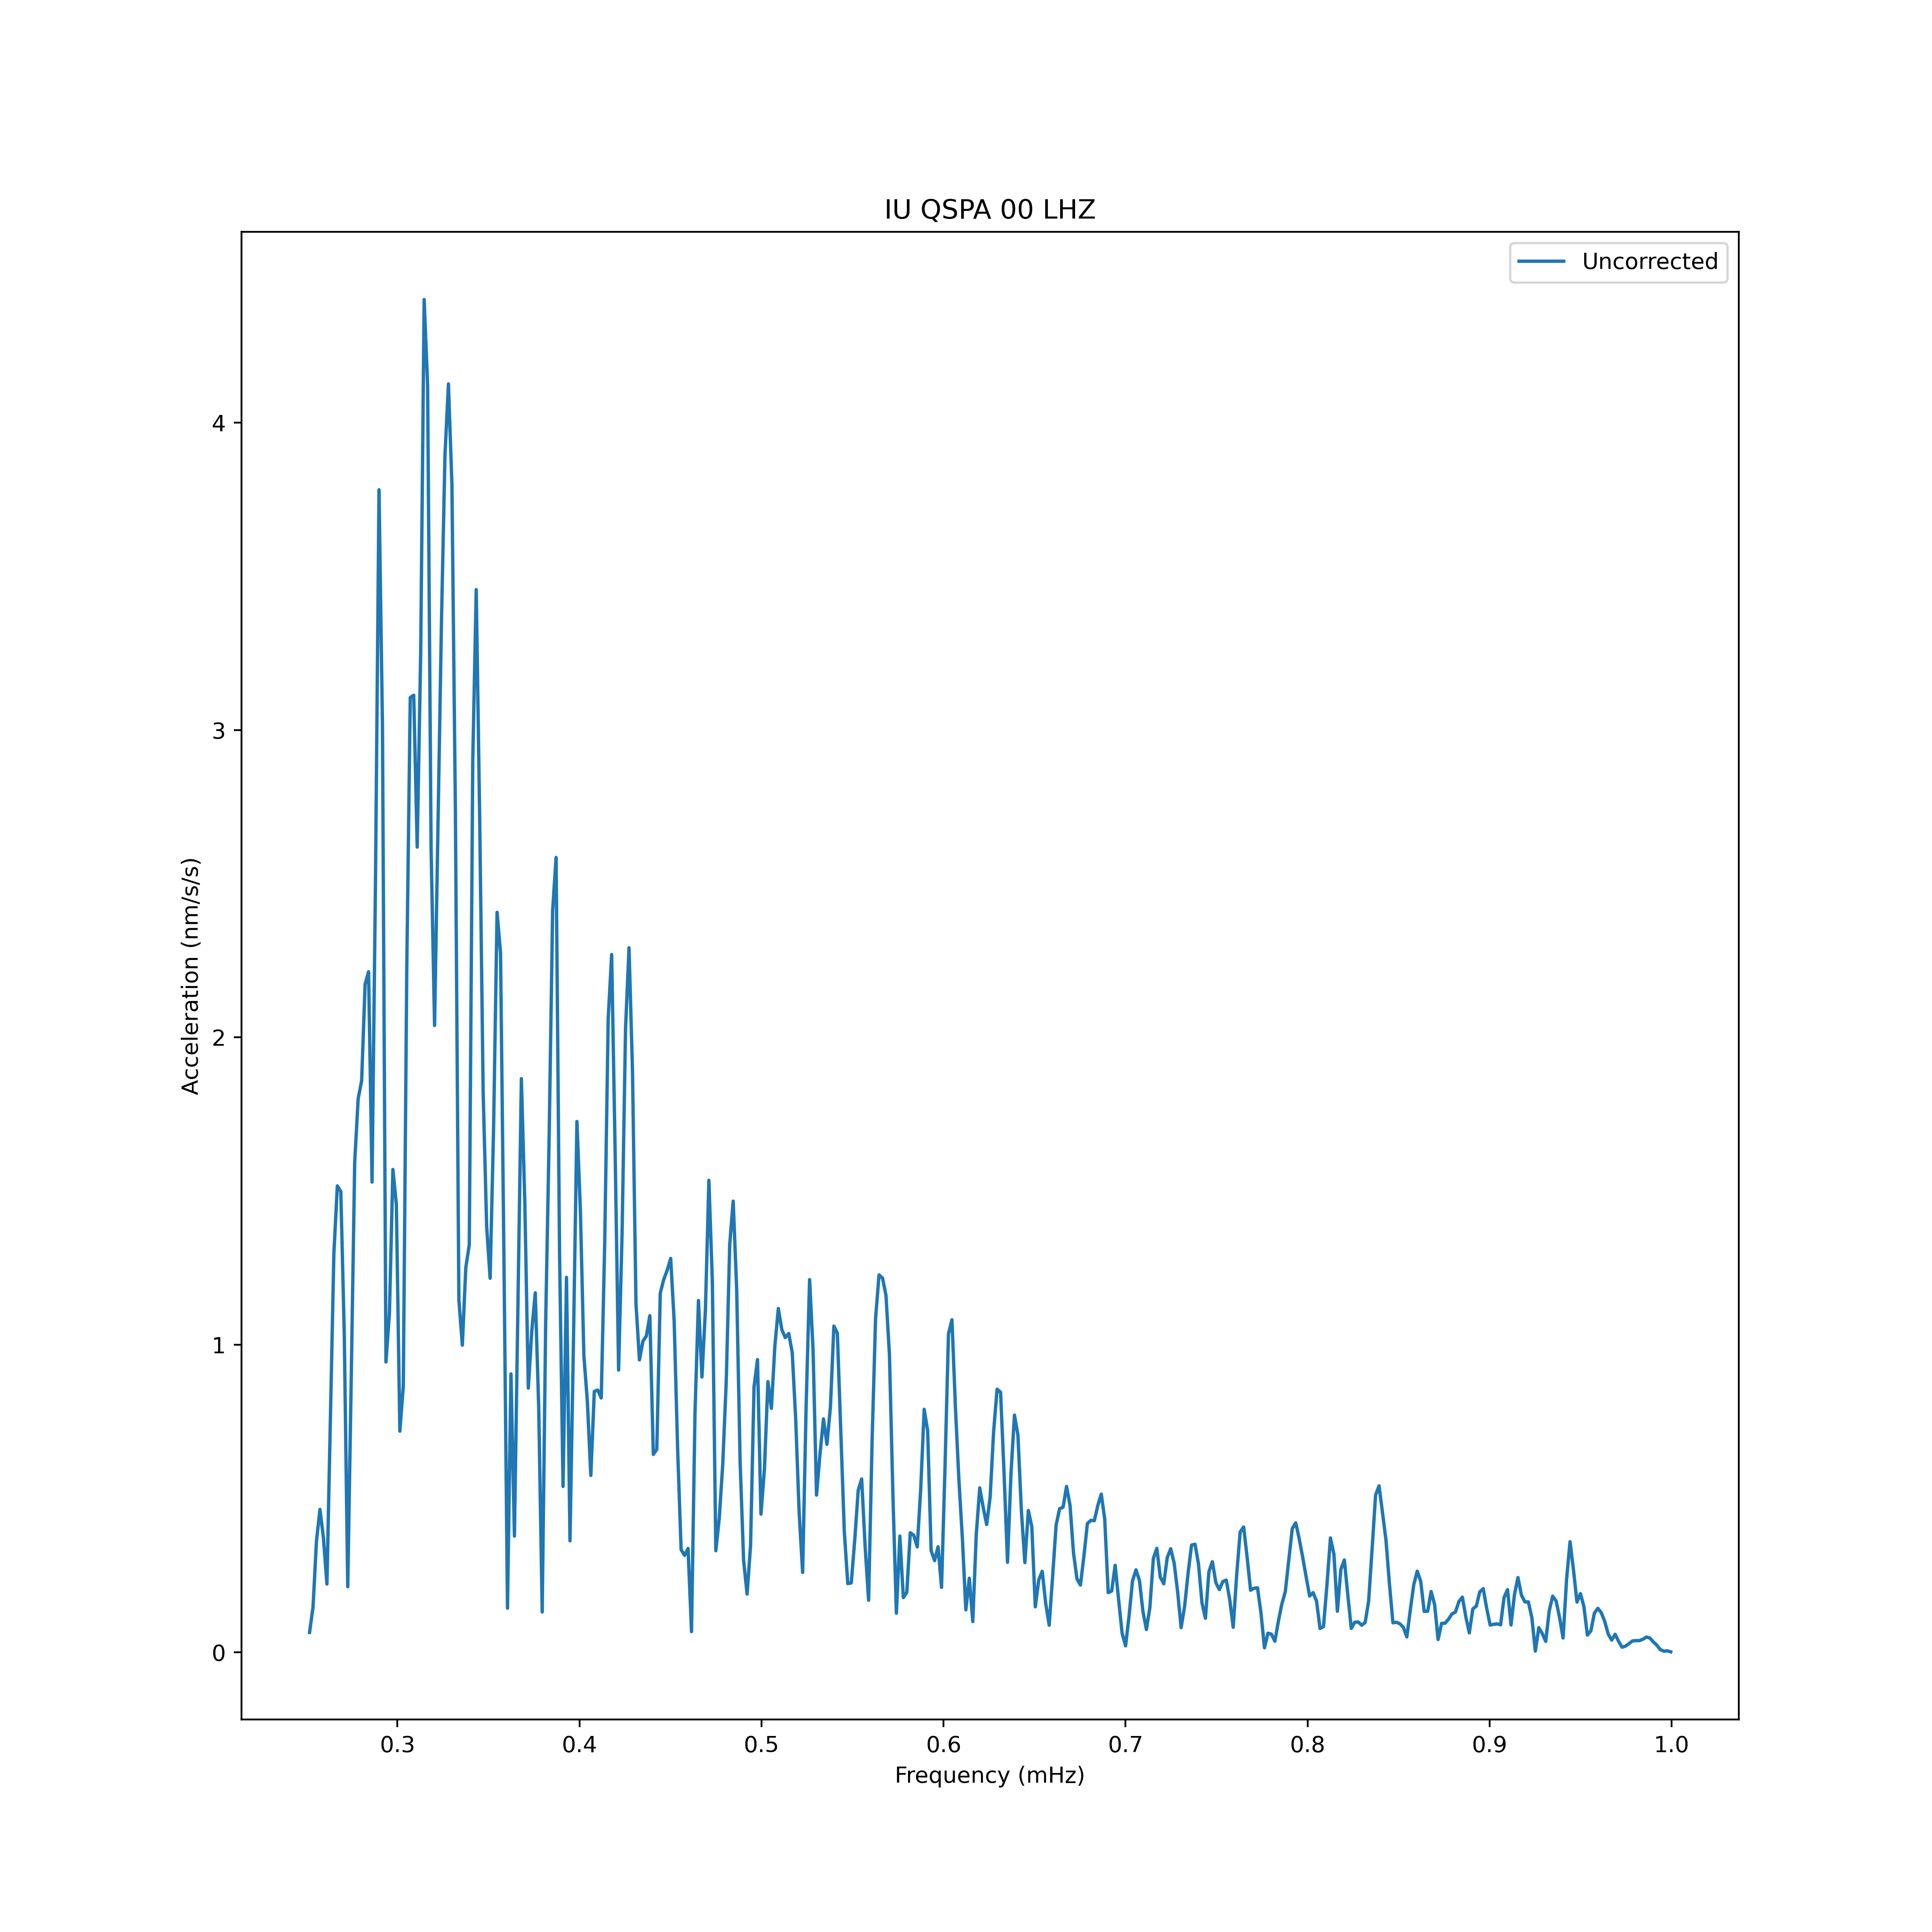 IU QSPA 00 LHZ
Uncorrected
4
3
2
1
0
Acceleration (nm/s/s)
0.3 0.4 0.5 0.6 0.7 0.8 0.9 1.0
Frequency (mHz)